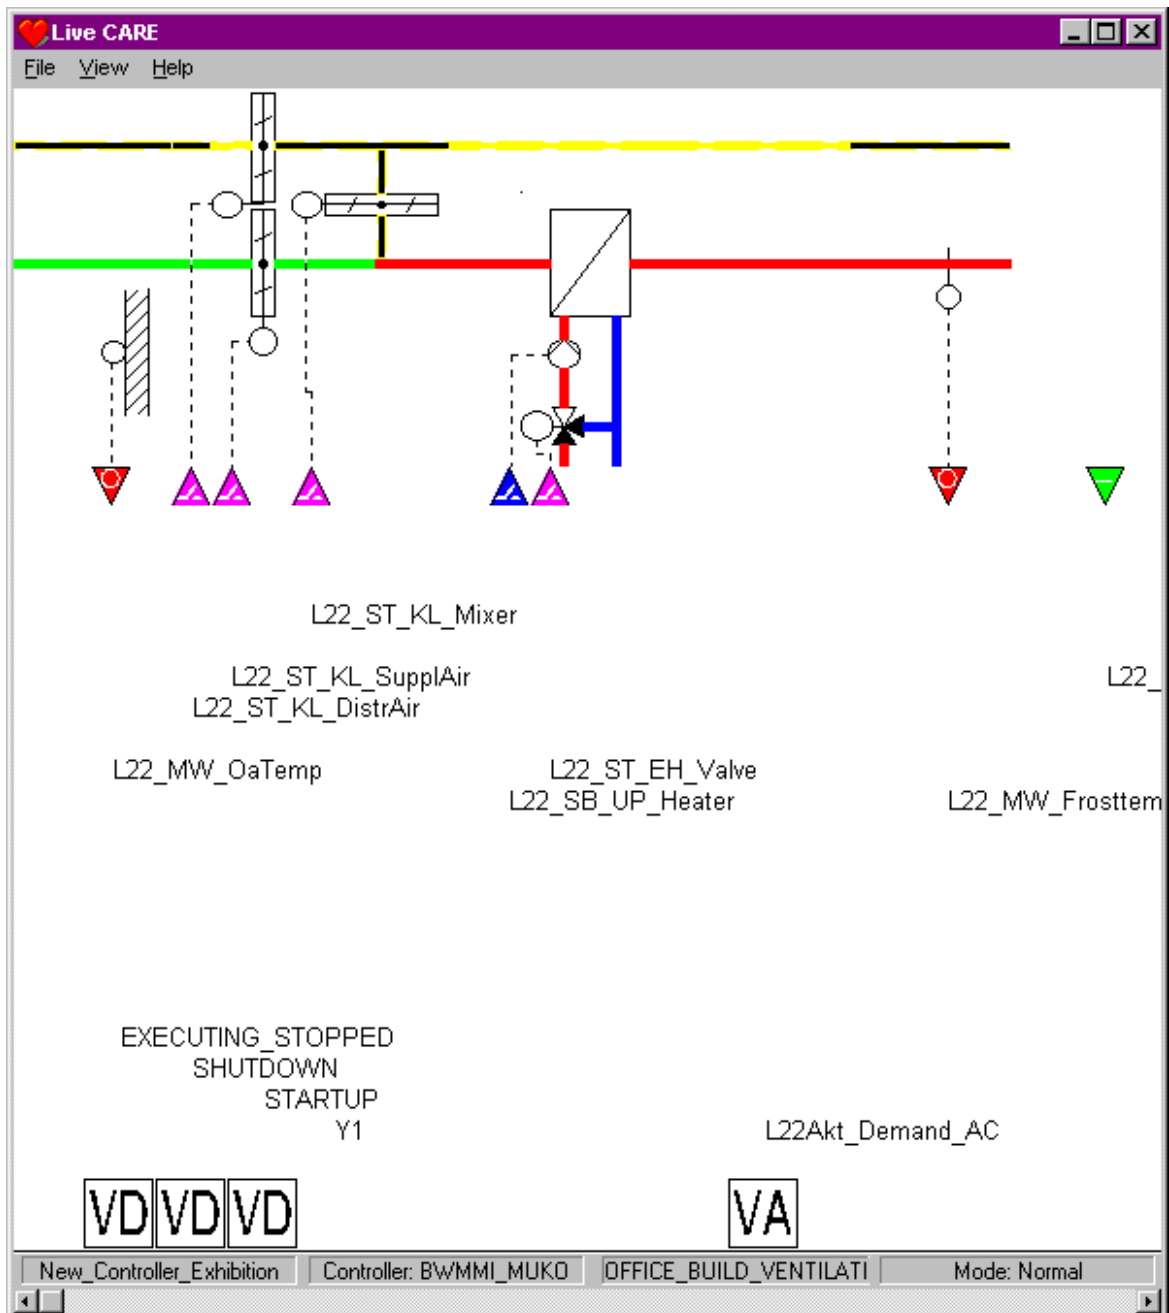 Live CARE
File View Help
L22_ST_KL_Mixer
L22_ST_KL_SupplAir
L22_
L22_ST_KL_DistrAir
L22_MW_OaTemp
L22_ST_EH_Valve
L22_SB_UP_Heater
L22_MW_Frosttem
EXECUTING_STOPPED
SHUTDOWN
STARTUP
Y1
L22Akt_Demand_AC
VD VD VD
VA
New_Controller_Exhibition
Controller: BWMMI_MUKO
OFFICE_BUILD_VENTILATI
Mode: Normal